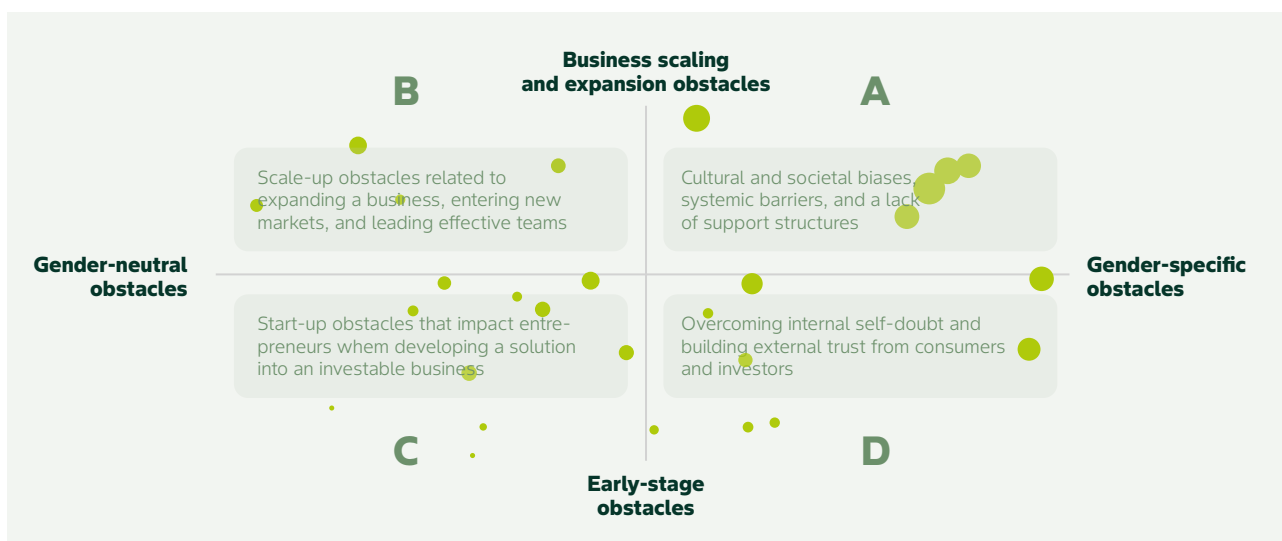 Business scaling
and expansion obstacles
B
A
Scale-up obstacles related to
expanding a business, entering new
markets, and leading effective teams
Cultural and societal biases,
systemic barriers, and a lack
of support structures
Gender-neutral
obstacles
Gender-specific
obstacles
Start-up obstacles that impact entre-
preneurs whem developing a solution
into an investable business
Overcoming internal self-doubt and
building external trust from consumers
and investors
C
D
Early-stage
obstacles